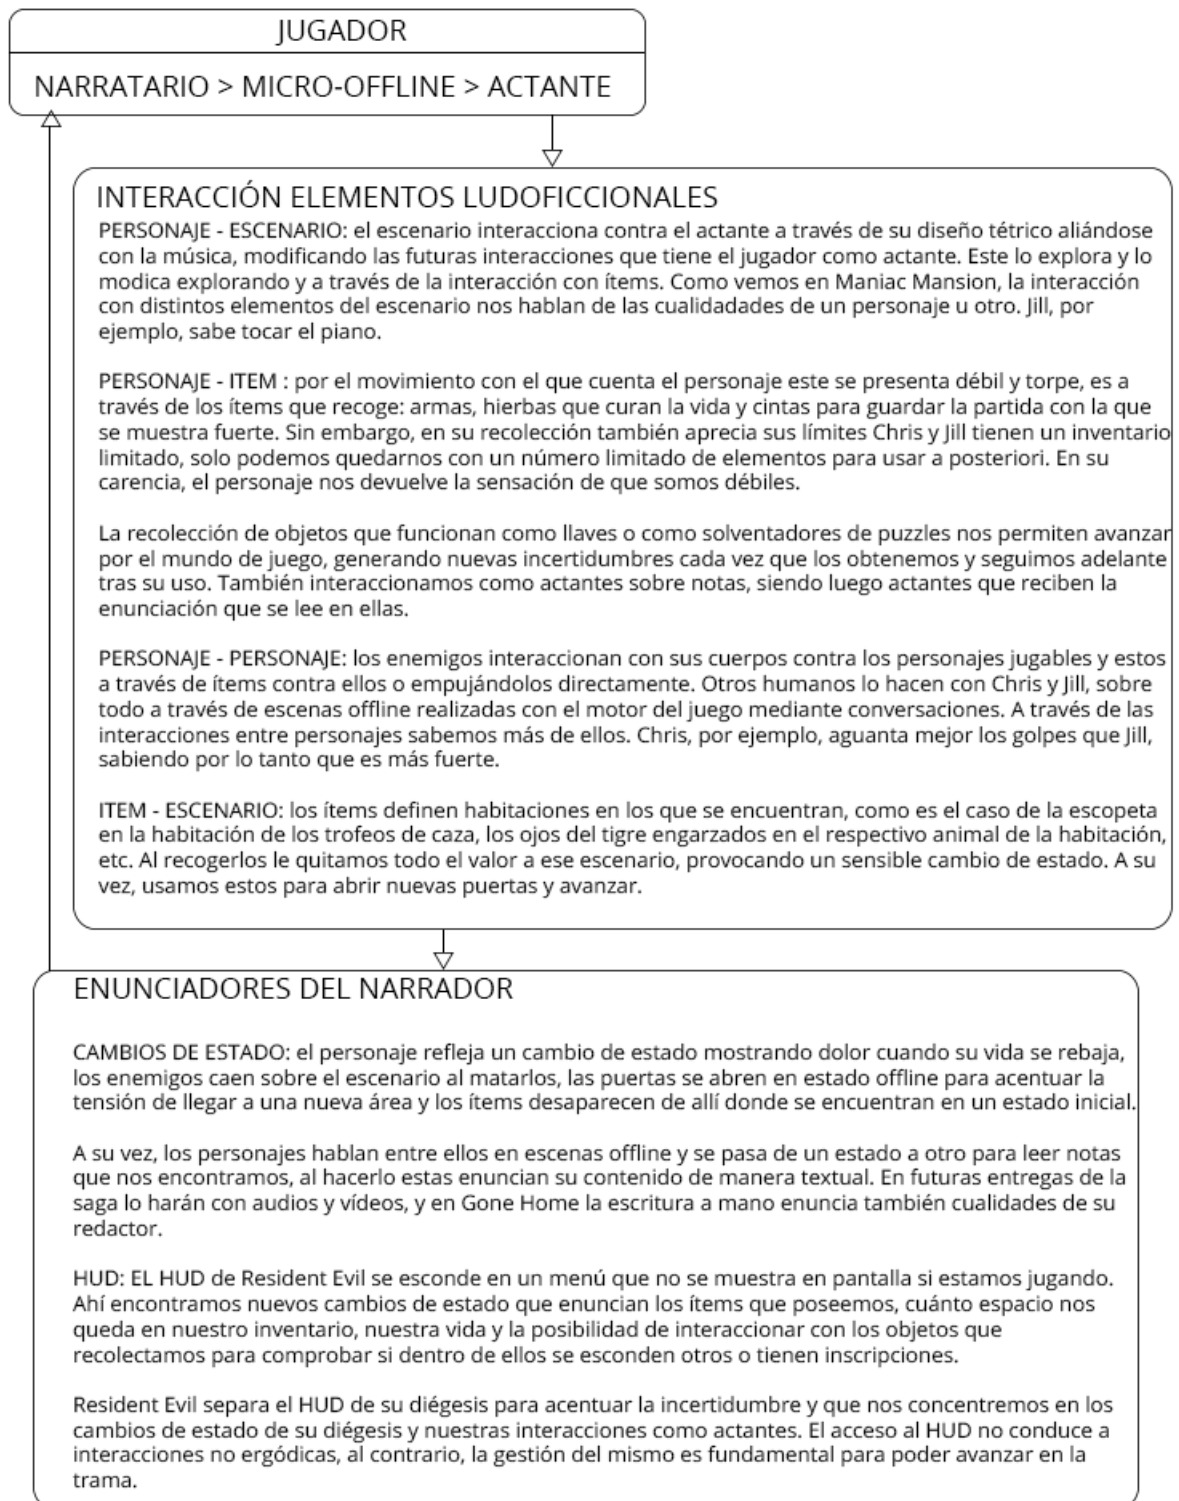 JUGADOR
NARRATARIO > MICRO-OFFLINE > ACTANTE
INTERACCIÓN ELEMENTOS LUDOFICCIONALES
PERSONAJE - ESCENARIO: el escenario interacciona contra el actante a través de su diseño tétrico aliándose
con la música, modificando las futuras interacciones que tiene el jugador como actante. Este lo explora y lo
modica explorando y a través de la interacción con ítems. Como vemos en Maniac Mansion, la interacción
con distintos elementos del escenario nos hablan de las cualidadades de un personaje u otro. Jill, por
ejemplo, sabe tocar el piano.
PERSONAJE - ITEM : por el movimiento con el que cuenta el personaje este se presenta débil y torpe, es a
través de los ítems que recoge: armas, hierbas que curan la vida y cintas para guardar la partida con la que
se muestra fuerte. Sin embargo, en su recolección también aprecia sus límites Chris y Jill tienen un inventario
limitado, solo podemos quedarnos con un número limitado de elementos para usar a posteriori. En su
carencia, el personaje nos devuelve la sensación de que somos débiles.
La recolección de objetos que funcionan como llaves o como solventadores de puzzles nos permiten avanzar
por el mundo de juego, generando nuevas incertidumbres cada vez que los obtenemos y seguimos adelante
tras su uso. También interaccionamos como actantes sobre notas, siendo luego actantes que reciben la
enunciación que se lee en ellas.
PERSONAJE - PERSONAJE: los enemigos interaccionan con sus cuerpos contra los personajes jugables y estos
a través de ítems contra ellos o empujándolos directamente. Otros humanos lo hacen con Chris y Jill, sobre
todo a través de escenas offline realizadas con el motor del juego mediante conversaciones. A través de las
interacciones entre personajes sabemos más de ellos. Chris, por ejemplo, aguanta mejor los golpes que Jill,
sabiendo por lo tanto que es más fuerte.
ITEM - ESCENARIO: los ítems definen habitaciones en los que se encuentran, como es el caso de la escopeta
en la habitación de los trofeos de caza, los ojos del tigre engarzados en el respectivo animal de la habitación,
etc. Al recogerlos le quitamos todo el valor a ese escenario, provocando un sensible cambio de estado. A su
vez, usamos estos para abrir nuevas puertas y avanzar.
ENUNCIADORES DEL NARRADOR
CAMBIOS DE ESTADO: el personaje refleja un cambio de estado mostrando dolor cuando su vida se rebaja,
los enemigos caen sobre el escenario al matarlos, las puertas se abren en estado offline para acentuar la
tensión de llegar a una nueva área y los ítems desaparecen de allí donde se encuentran en un estado inicial.
A su vez, los personajes hablan entre ellos en escenas offline y se pasa de un estado a otro para leer notas
que nos encontramos, al hacerlo estas enuncian su contenido de manera textual. En futuras entregas de la
saga lo harán con audios y vídeos, y en Gone Home la escritura a mano enuncia también cualidades de su
redactor.
HUD: EL HUD de Resident Evil se esconde en un menú que no se muestra en pantalla si estamos jugando.
Ahí encontramos nuevos cambios de estado que enuncian los ítems que poseemos, cuánto espacio nos
queda en nuestro inventario, nuestra vida y la posibilidad de interaccionar con los objetos que
recolectamos para comprobar si dentro de ellos se esconden otros o tienen inscripciones.
Resident Evil separa el HUD de su diégesis para acentuar la incertidumbre y que nos concentremos en los
cambios de estado de su diégesis y nuestras interacciones como actantes. El acceso al HUD no conduce a
interacciones no ergódicas, al contrario, la gestión del mismo es fundamental para poder avanzar en la
trama.